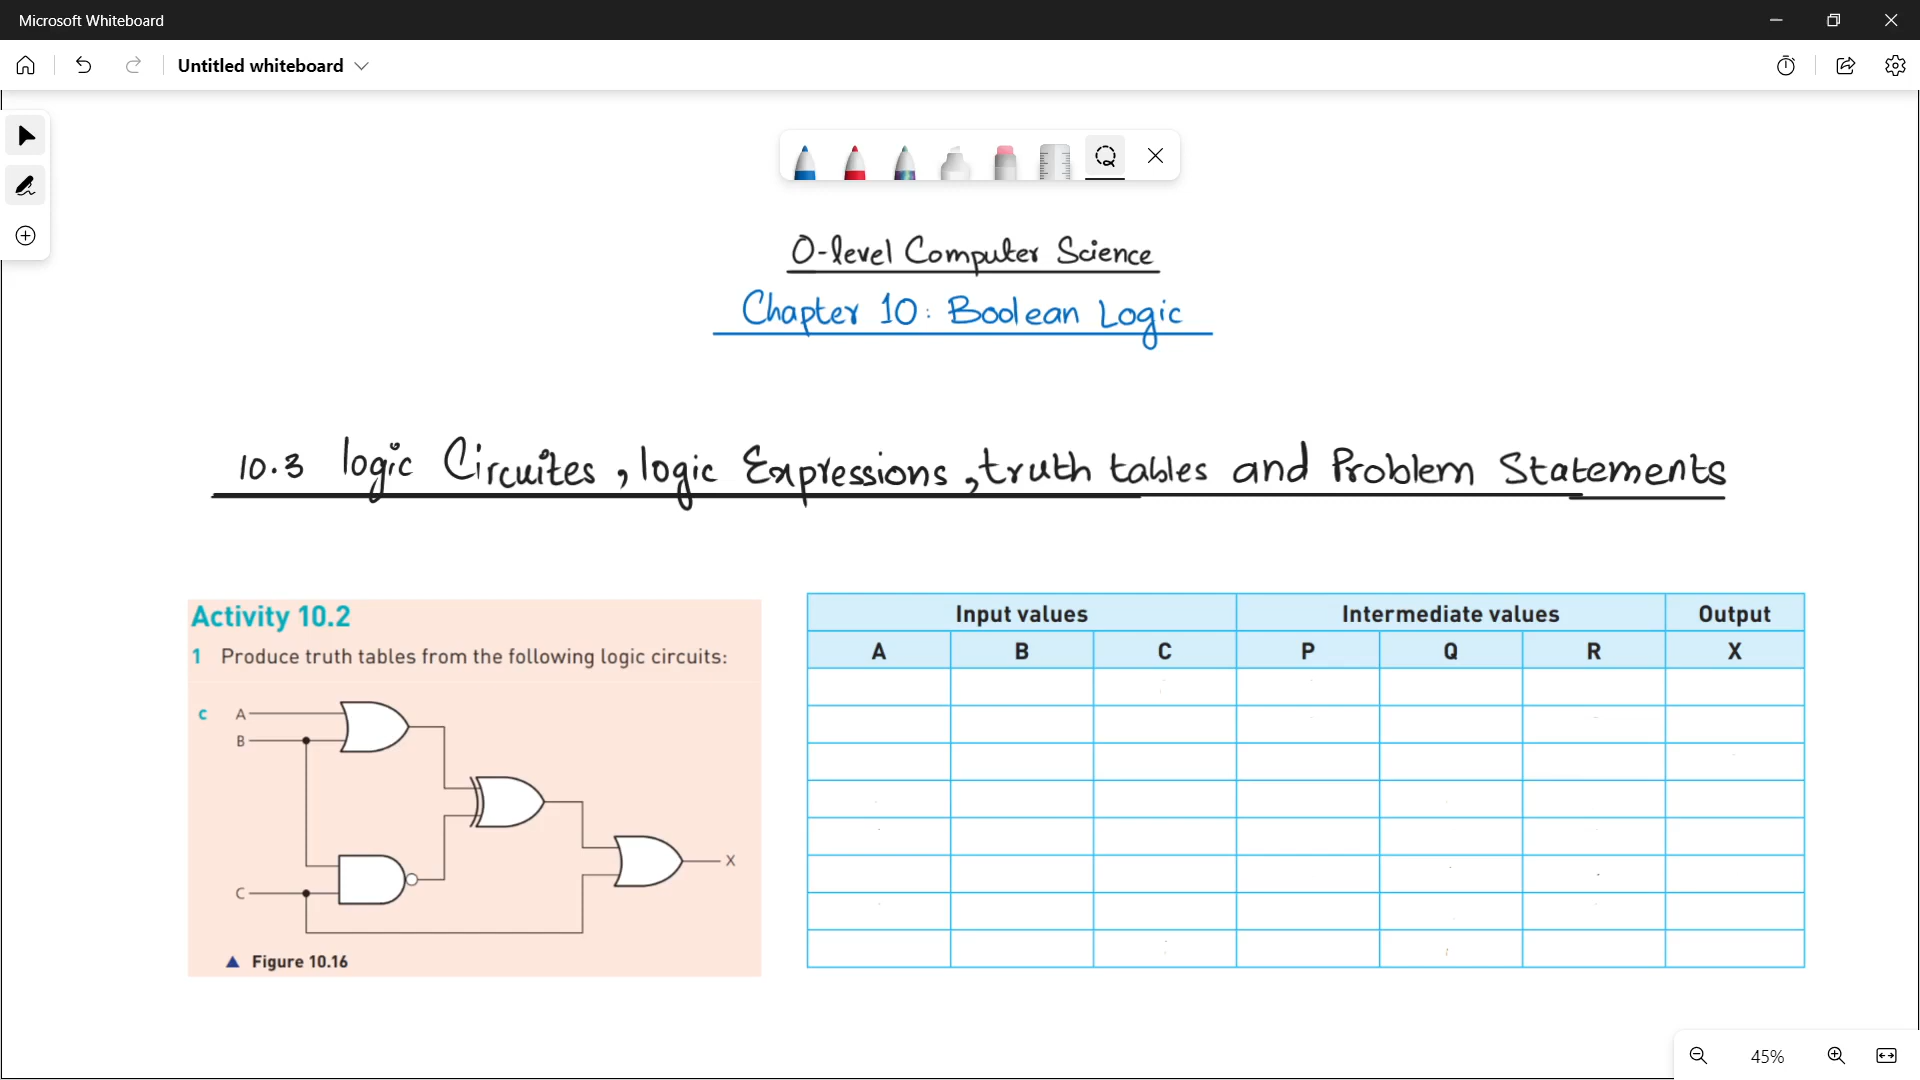 Microsoft Whiteboard
Untitled whiteboard
O-level Computer Science
Chapter 10: Boolean Logic
10.3 logic Circuites, logic Expressions, truth tables and Problem Statements
Activity 10.2
1 Produce truth tables from the following logic circuits:
c A
B
C
X
▲ Figure 10.16
Input values Intermediate values Output
A B C P Q R X
45%